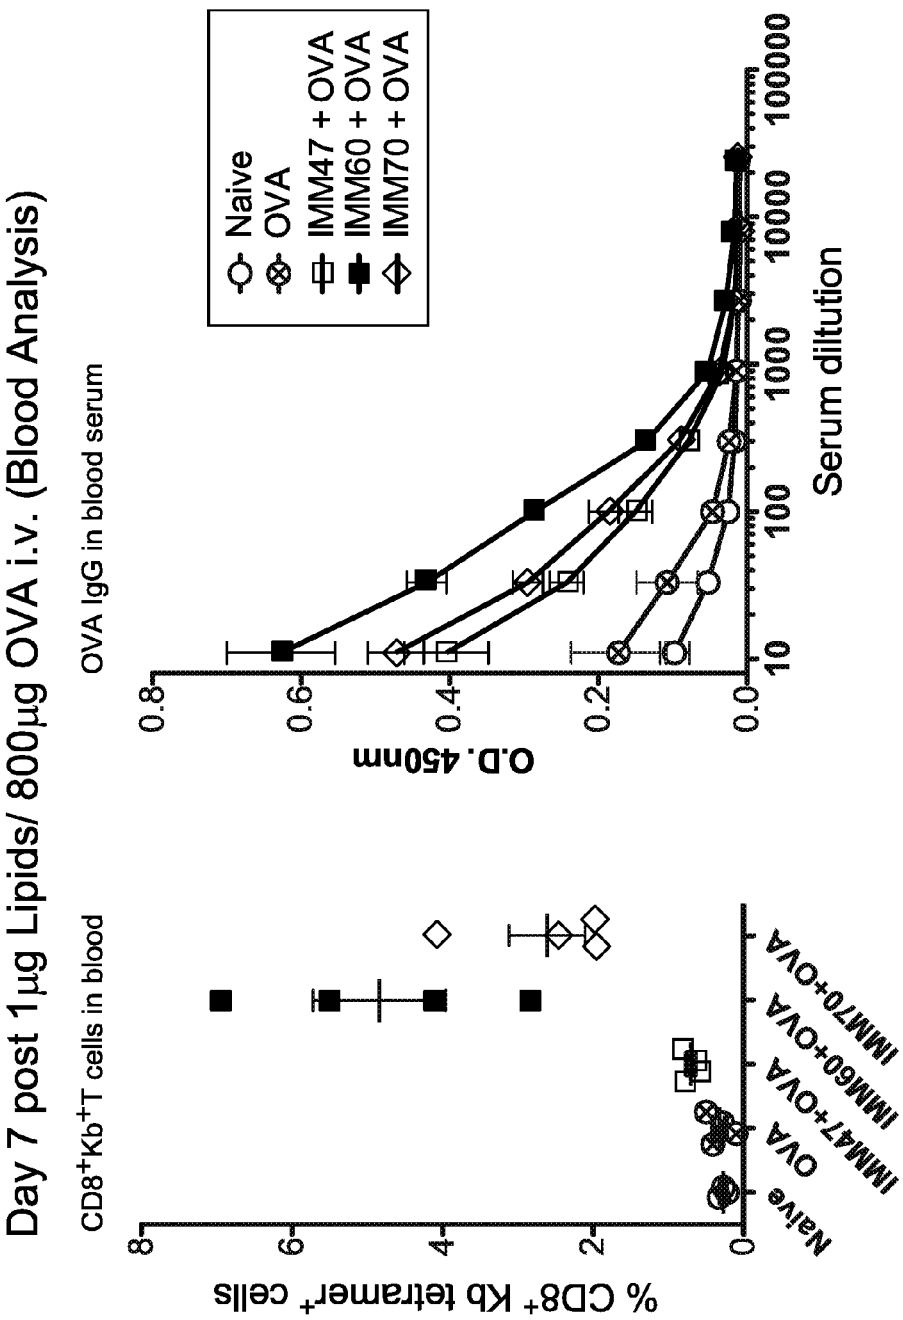 Day 7 post 1µg Lipids/ 800µg OVA i.v. (Blood Analysis)
CD8+Kb+T cells in blood
% CD8+ Kb tetramer+ cells
8
6
4
2
0
Naive
OVA
IMM47+OVA
IMM60+OVA
IMM70+OVA
OVA IgG in blood serum
O.D. 450nm
0.8
0.6
0.4
0.2
0.0
10
100
1000
10000
100000
Serum diltution
Naive
OVA
IMM47 + OVA
IMM60 + OVA
IMM70 + OVA